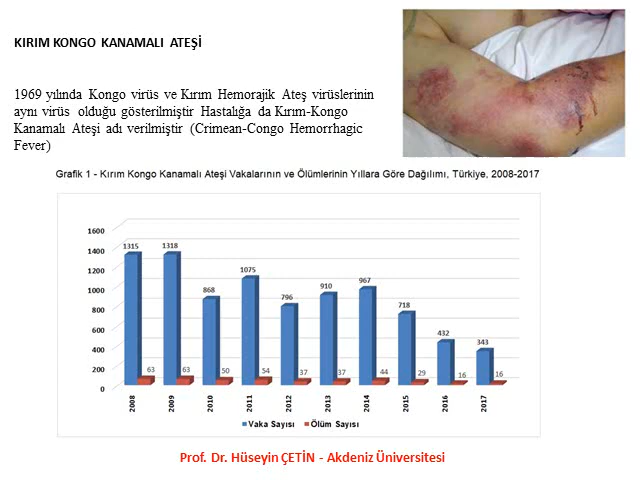 KIRIM KONGO KANAMALI ATEŞİ
1969 yılında Kongo virüs ve Kırım Hemorajik Ateş virüslerinin
aynı virüs olduğu gösterilmiştir Hastalığa da Kırım-Kongo
Kanamalı Ateşi adı verilmiştir (Crimean-Congo Hemorrhagic
Fever)
Grafik 1 - Kırım Kongo Kanamalı Ateşi Vakalarının ve Ölümlerinin Yıllara Göre Dağılımı, Türkiye, 2008-2017
1600
1400
1200
1000
800
600
400
200
0
1315 1318 868 1075 796 910 967 718 432 343
63 63 50 54 37 37 44 29 16 16
2008 2009 2010 2011 2012 2013 2014 2015 2016 2017
Vaka Sayısı Ölüm Sayısı
Prof. Dr. Hüseyin ÇETİN - Akdeniz Üniversitesi